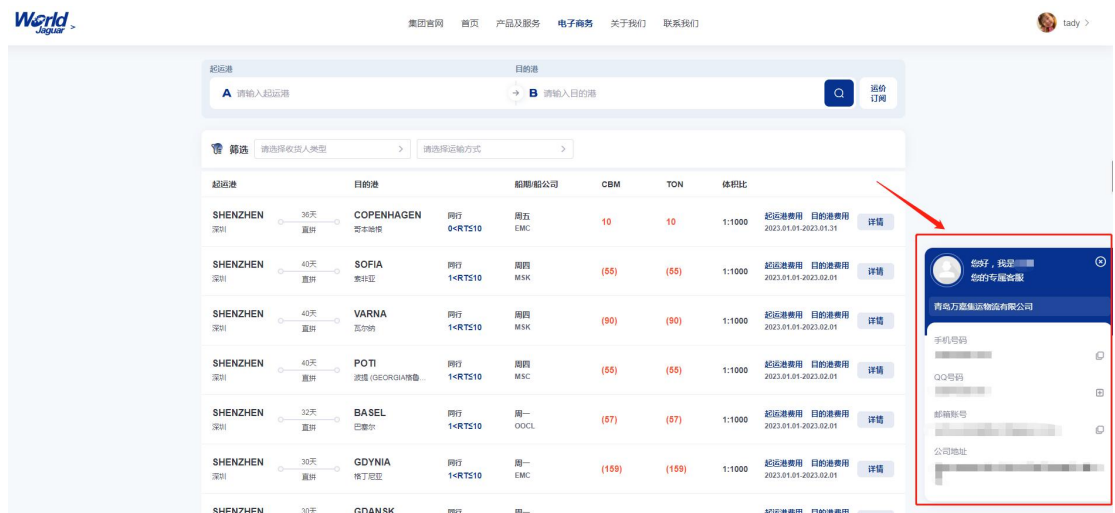 World
Jaguar
集团官网 首页 产品及服务 电子商务 关于我们 联系我们
tady
起运港 目的港
A 请输入起运港 B 请输入目的港 运价订阅
筛选 请选择收货人类型 请选择运输方式
起运港 目的港 船期/船公司 CBM TON 体积比
SHENZHEN 36天 COPENHAGEN 同行 周五 10 10 1:1000 起运港费用 目的港费用 详情
深圳 直拼 哥本哈根 0<RT≤10 EMC 2023.01.01-2023.01.31
SHENZHEN 40天 SOFIA 同行 周四 (55) (55) 1:1000 起运港费用 目的港费用 详情
深圳 直拼 索非亚 1<RT≤10 MSK 2023.01.01-2023.02.01
SHENZHEN 40天 VARNA 同行 周四 (90) (90) 1:1000 起运港费用 目的港费用 详情
深圳 直拼 瓦尔纳 1<RT≤10 MSK 2023.01.01-2023.02.01
SHENZHEN 40天 POTI 同行 周四 (55) (55) 1:1000 起运港费用 目的港费用 详情
深圳 直拼 波提 (GEORGIA格鲁... 1<RT≤10 MSC 2023.01.01-2023.02.01
SHENZHEN 32天 BASEL 同行 周一 (57) (57) 1:1000 起运港费用 目的港费用 详情
深圳 直拼 巴塞尔 1<RT≤10 OOCL 2023.01.01-2023.02.01
SHENZHEN 30天 GDYNIA 同行 周一 (159) (159) 1:1000 起运港费用 目的港费用 详情
深圳 直拼 格丁尼亚 1<RT≤10 EMC 2023.01.01-2023.02.01
SHENZHEN 30天 GDANSK 同行 周一 起运港费用 目的港费用
您好，我是
您的专属客服
青岛万嘉集运物流有限公司
手机号码
QQ号码
邮箱账号
公司地址